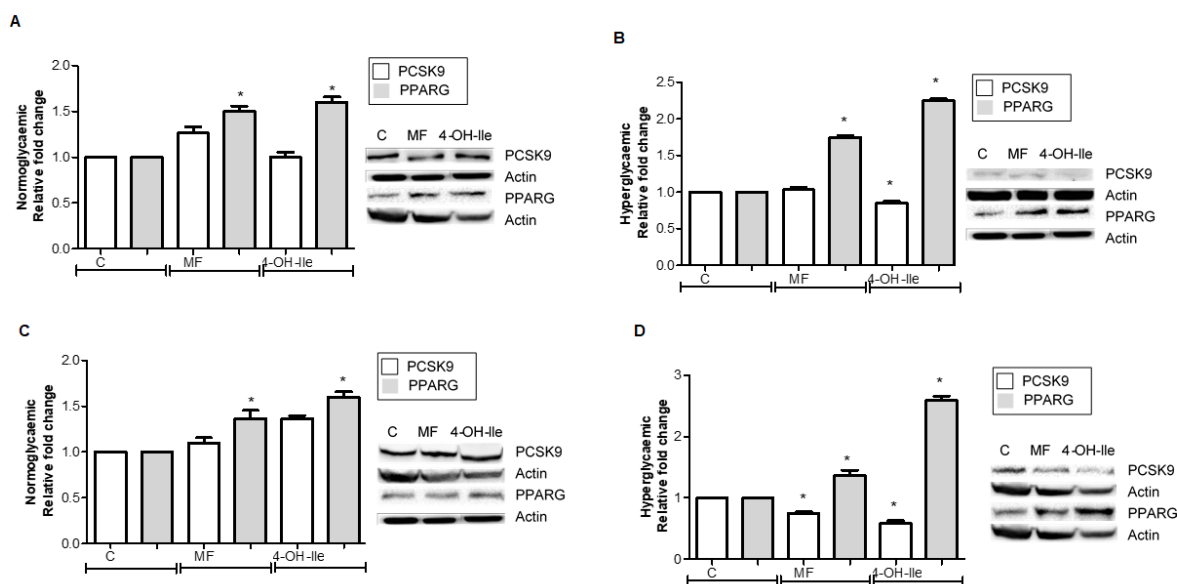 A
Normoglycaemic
Relative fold change
2.0
1.5
1.0
0.5
0.0
C
MF
4-OH-Ile
*
*
PCSK9
PPARG
C MF 4-OH-Ile
PCSK9
Actin
PPARG
Actin
B
Hyperglycaemic
Relative fold change
2.5
2.0
1.5
1.0
0.5
0.0
C
MF
4-OH-Ile
*
*
*
PCSK9
PPARG
C MF 4-OH-Ile
PCSK9
Actin
PPARG
Actin
C
Normoglycaemic
Relative fold change
2.0
1.5
1.0
0.5
0.0
C
MF
4-OH-Ile
*
*
PCSK9
PPARG
C MF 4-OH-Ile
PCSK9
Actin
PPARG
Actin
D
Hyperglycaemic
Relative fold change
3
2
1
0
C
MF
4-OH-Ile
*
*
*
*
PCSK9
PPARG
C MF 4-OH-Ile
PCSK9
Actin
PPARG
Actin